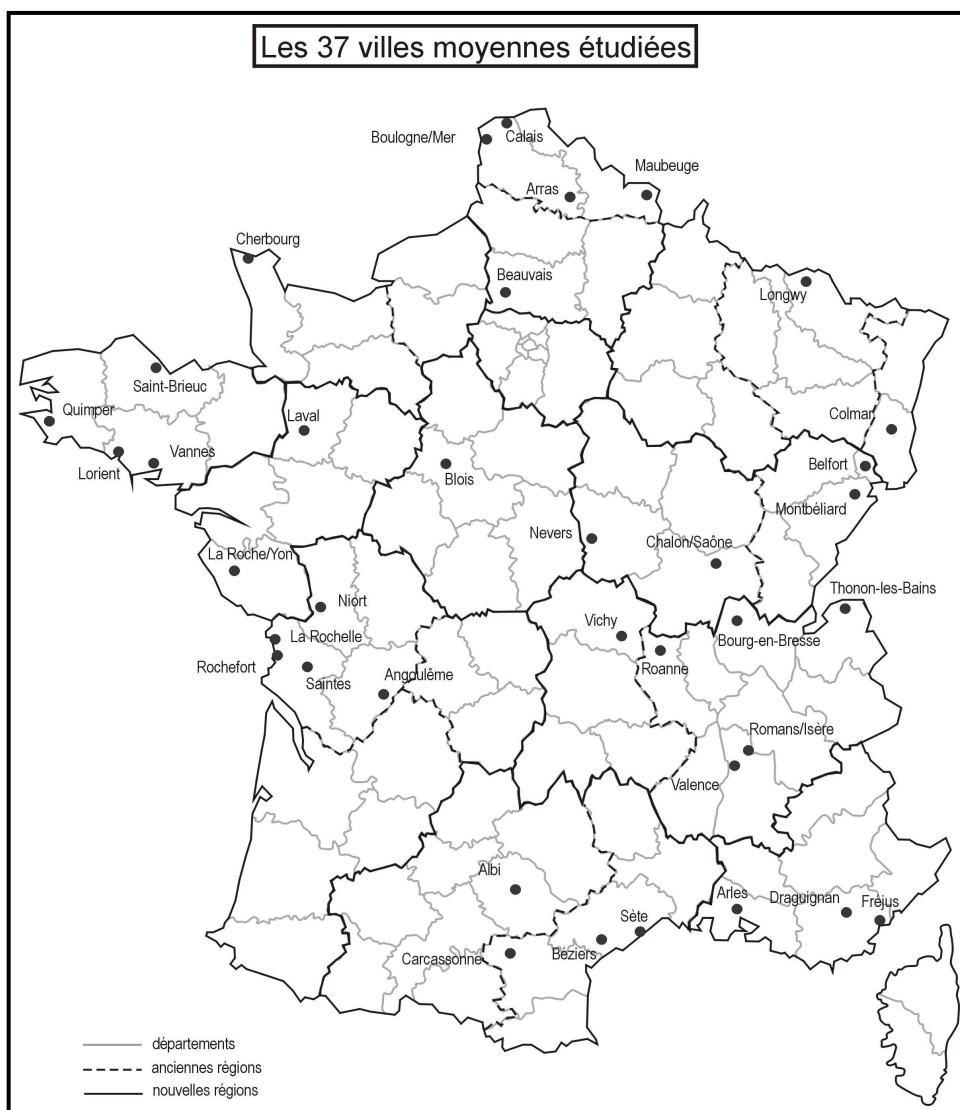 Les 37 villes moyennes étudiées
Boulogne/Mer
Calais
Maubeuge
Arras
Cherbourg
Beauvais
Longwy
Saint-Brieuc
Quimper
Laval
Colmar
Vannes
Lorient
Blois
Belfort
Montbéliard
Nevers
Chalon/Saône
La Roche/Yon
Thonon-les-Bains
Niort
Vichy
La Rochelle
Bourg-en-Bresse
Rochefort
Roanne
Saintes
Angoulême
Romans/Isère
Valence
Albi
Arles
Draguignan
Fréjus
Sète
Carcassonne
Béziers
départements
anciennes régions
nouvelles régions